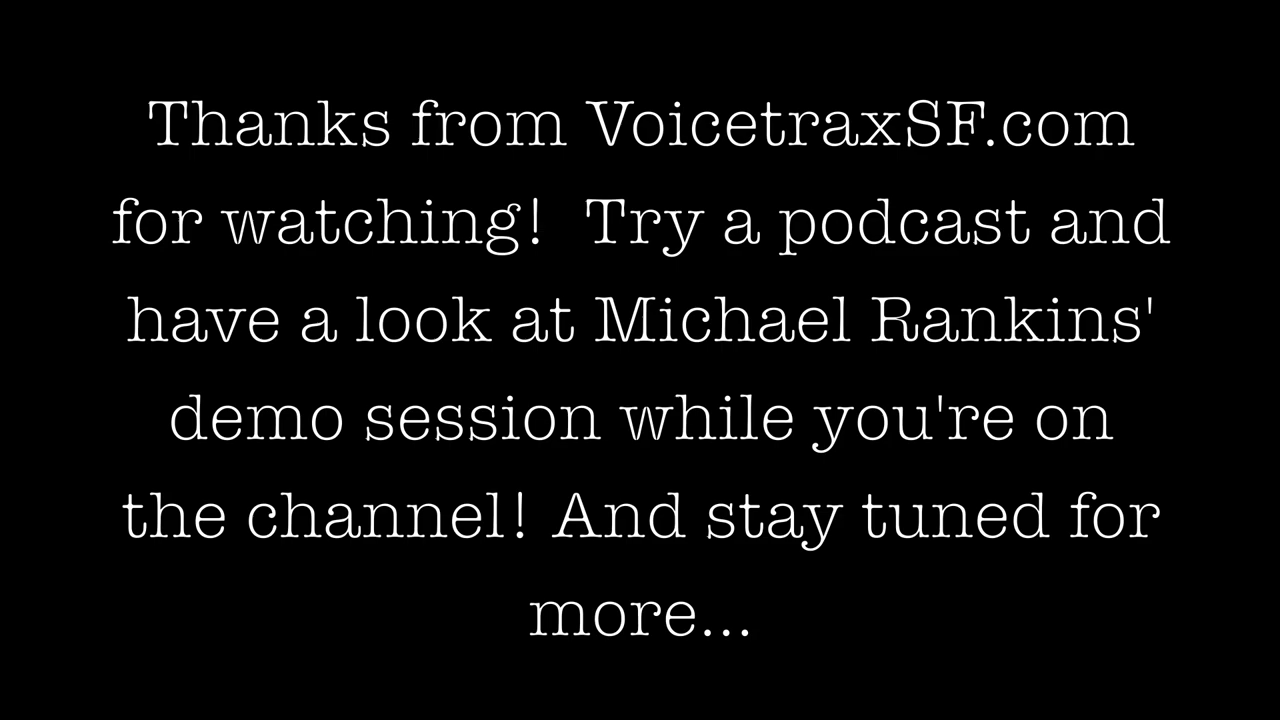 Thanks from VoicetraxSF.com
for watching!  Try a podcast and
have a look at Michael Rankins'
demo session while you're on
the channel! And stay tuned for
more...